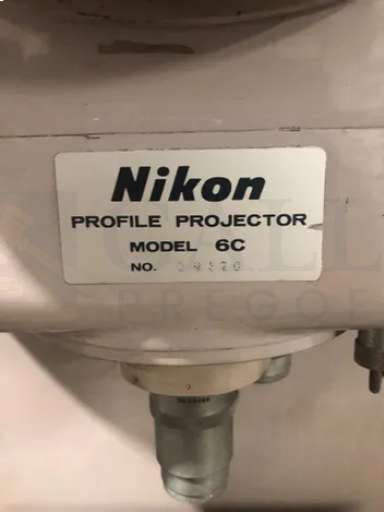 Nikon
PROFILE PROJECTOR
MODEL 6C
NO.